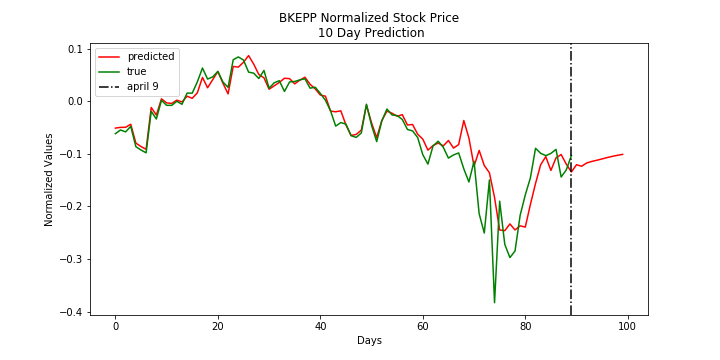 BKEPP Normalized Stock Price
10 Day Prediction
predicted
true
april 9
Normalized Values
0.1
0.0
−0.1
−0.2
−0.3
−0.4
0
20
40
60
80
100
Days